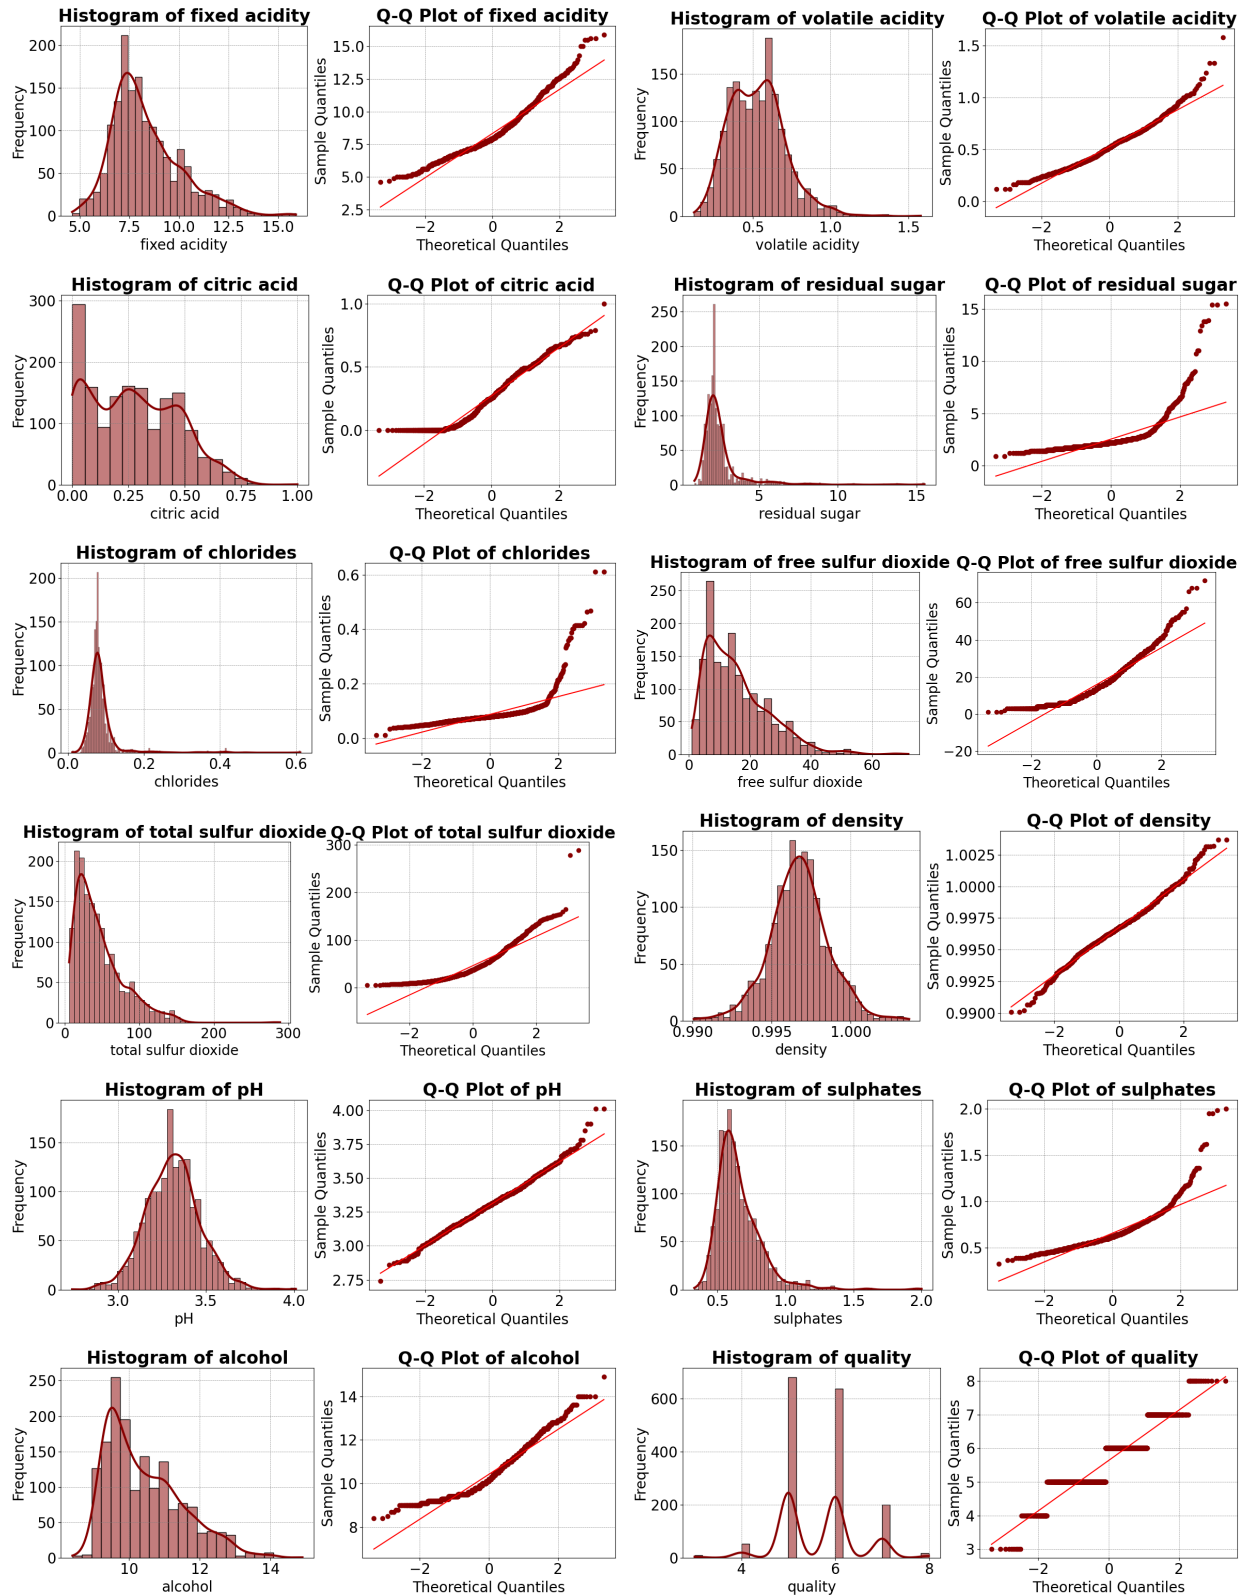 Histogram of fixed acidity
Frequency
200
150
100
50
0
5.0 7.5 10.0 12.5 15.0
fixed acidity
Q-Q Plot of fixed acidity
Sample Quantiles
15.0
12.5
10.0
7.5
5.0
2.5
−2 0 2
Theoretical Quantiles
Histogram of volatile acidity
Frequency
150
100
50
0
0.5 1.0 1.5
volatile acidity
Q-Q Plot of volatile acidity
Sample Quantiles
1.5
1.0
0.5
0.0
−2 0 2
Theoretical Quantiles
Histogram of citric acid
Frequency
300
200
100
0
0.00 0.25 0.50 0.75 1.00
citric acid
Q-Q Plot of citric acid
Sample Quantiles
1.0
0.5
0.0
−2 0 2
Theoretical Quantiles
Histogram of residual sugar
Frequency
250
200
150
100
50
0
5 10 15
residual sugar
Q-Q Plot of residual sugar
Sample Quantiles
15
10
5
0
−2 0 2
Theoretical Quantiles
Histogram of chlorides
Frequency
200
150
100
50
0
0.0 0.2 0.4 0.6
chlorides
Q-Q Plot of chlorides
Sample Quantiles
0.6
0.4
0.2
0.0
−2 0 2
Theoretical Quantiles
Histogram of free sulfur dioxide
Frequency
250
200
150
100
50
0
0 20 40 60
free sulfur dioxide
Q-Q Plot of free sulfur dioxide
Sample Quantiles
60
40
20
0
−20
−2 0 2
Theoretical Quantiles
Histogram of total sulfur dioxide
Frequency
200
150
100
50
0
0 100 200 300
total sulfur dioxide
Q-Q Plot of total sulfur dioxide
Sample Quantiles
300
200
100
0
−2 0 2
Theoretical Quantiles
Histogram of density
Frequency
150
100
50
0
0.990 0.995 1.000
density
Q-Q Plot of density
Sample Quantiles
1.0025
1.0000
0.9975
0.9950
0.9925
0.9900
−2 0 2
Theoretical Quantiles
Histogram of pH
Frequency
150
100
50
0
3.0 3.5 4.0
pH
Q-Q Plot of pH
Sample Quantiles
4.00
3.75
3.50
3.25
3.00
2.75
−2 0 2
Theoretical Quantiles
Histogram of sulphates
Frequency
150
100
50
0
0.5 1.0 1.5 2.0
sulphates
Q-Q Plot of sulphates
Sample Quantiles
2.0
1.5
1.0
0.5
−2 0 2
Theoretical Quantiles
Histogram of alcohol
Frequency
250
200
150
100
50
0
10 12 14
alcohol
Q-Q Plot of alcohol
Sample Quantiles
14
12
10
8
−2 0 2
Theoretical Quantiles
Histogram of quality
Frequency
600
400
200
0
4 6 8
quality
Q-Q Plot of quality
Sample Quantiles
8
7
6
5
4
3
−2 0 2
Theoretical Quantiles